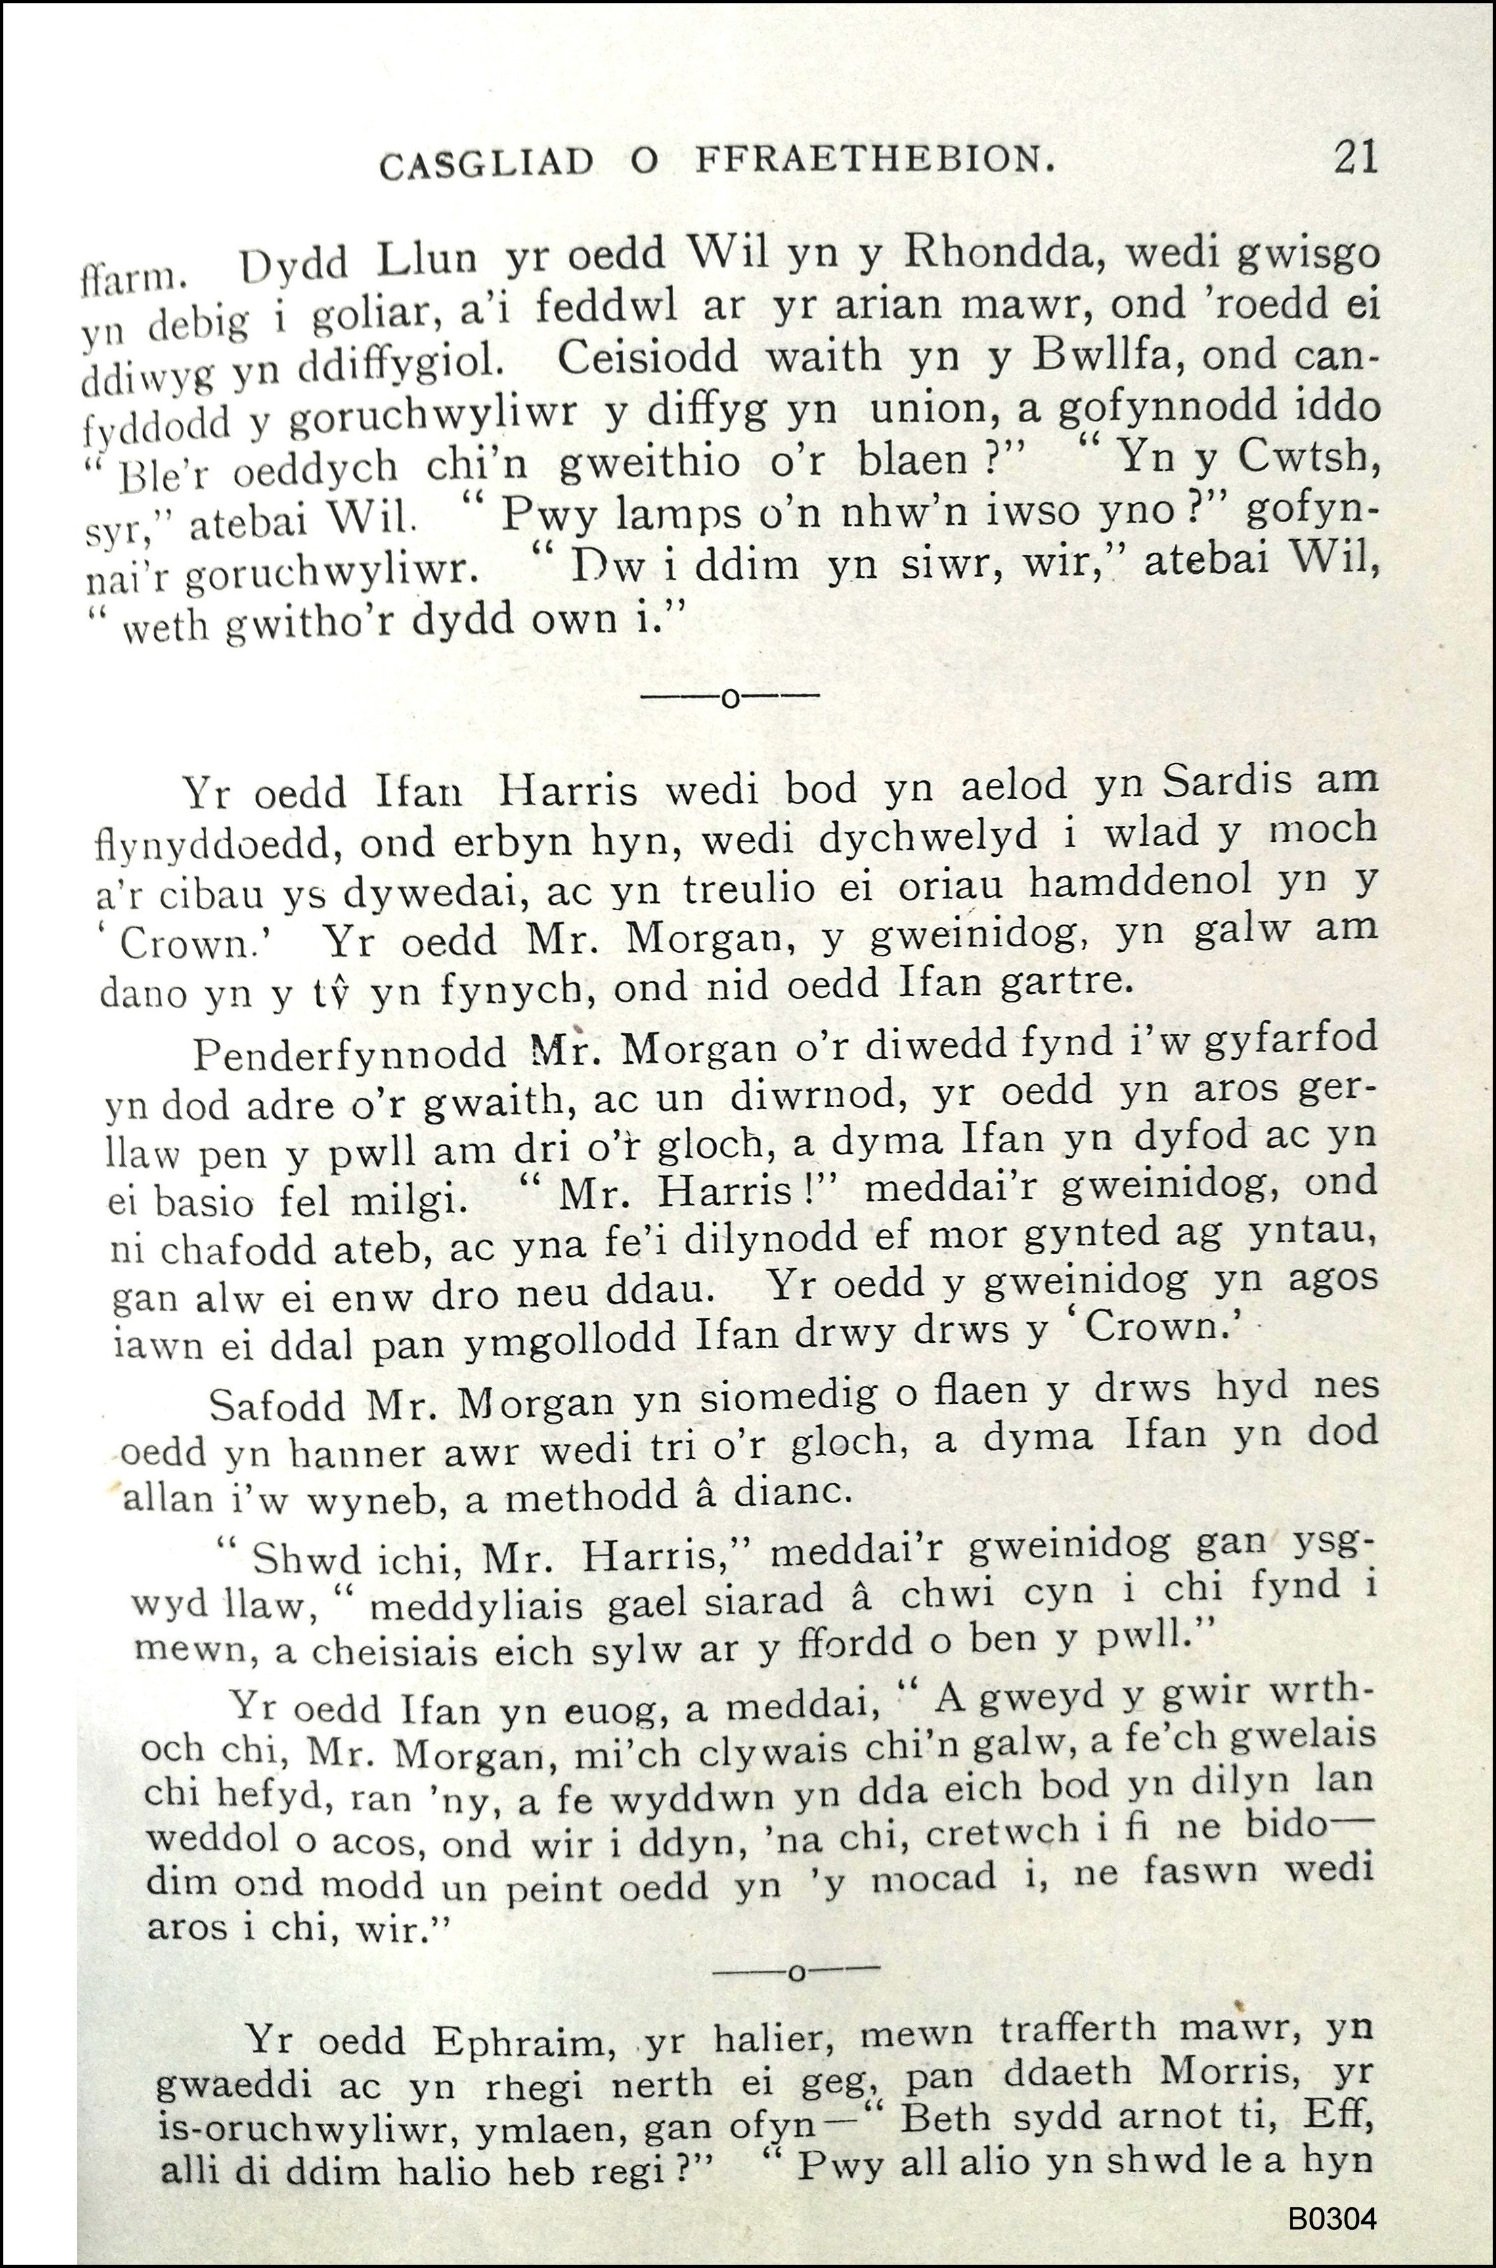 CASGLIAD O FFRAETHEBION. 21
ffarm. Dydd Llun yr oedd Wil yn y Rhondda, wedi gwisgo
yn debig i goliar, a'i feddwl ar yr arian mawr, ond 'roedd ei
ddiwyg yn ddiffygiol. Ceisiodd waith yn y Bwllfa, ond can-
fyddodd y goruchwyliwr y diffyg yn union, a gofynnodd iddo
“ Ble'r oeddych chi'n gweithio o'r blaen ?” “ Yn y Cwtsh,
syr,” atebai Wil. “ Pwy lamps o'n nhw'n iwso yno ?” gofyn-
nai'r goruchwyliwr. “ Dw i ddim yn siwr, wir,” atebai Wil,
“ weth gwitho'r dydd own i.”
——o——
Yr oedd Ifan Harris wedi bod yn aelod yn Sardis am
flynyddoedd, ond erbyn hyn, wedi dychwelyd i wlad y moch
a'r cibau ys dywedai, ac yn treulio ei oriau hamddenol yn y
‘ Crown.’ Yr oedd Mr. Morgan, y gweinidog, yn galw am
dano yn y tŷ yn fynych, ond nid oedd Ifan gartre.
Penderfynnodd Mr. Morgan o'r diwedd fynd i'w gyfarfod
yn dod adre o'r gwaith, ac un diwrnod, yr oedd yn aros ger-
llaw pen y pwll am dri o'r gloch, a dyma Ifan yn dyfod ac yn
ei basio fel milgi. “ Mr. Harris !” meddai'r gweinidog, ond
ni chafodd ateb, ac yna fe'i dilynodd ef mor gynted ag yntau,
gan alw ei enw dro neu ddau. Yr oedd y gweinidog yn agos
iawn ei ddal pan ymgollodd Ifan drwy drws y ‘ Crown.’
Safodd Mr. Morgan yn siomedig o flaen y drws hyd nes
oedd yn hanner awr wedi tri o'r gloch, a dyma Ifan yn dod
allan i'w wyneb, a methodd â dianc.
“ Shwd ichi, Mr. Harris,” meddai'r gweinidog gan ysg-
wyd llaw, “ meddyliais gael siarad â chwi cyn i chi fynd i
mewn, a cheisiais eich sylw ar y ffordd o ben y pwll.”
Yr oedd Ifan yn euog, a meddai, “ A gweyd y gwir wrth-
och chi, Mr. Morgan, mi'ch clywais chi'n galw, a fe'ch gwelais
chi hefyd, ran 'ny, a fe wyddwn yn dda eich bod yn dilyn lan
weddol o acos, ond wir i ddyn, 'na chi, cretwch i fi ne bido—
dim ond modd un peint oedd yn 'y mocad i, ne faswn wedi
aros i chi, wir.”
——o——
Yr oedd Ephraim, yr halier, mewn trafferth mawr, yn
gwaeddi ac yn rhegi nerth ei geg, pan ddaeth Morris, yr
is-oruchwyliwr, ymlaen, gan ofyn—“ Beth sydd arnot ti, Eff,
alli di ddim halio heb regi ?” “ Pwy all alio yn shwd le a hyn
B0304